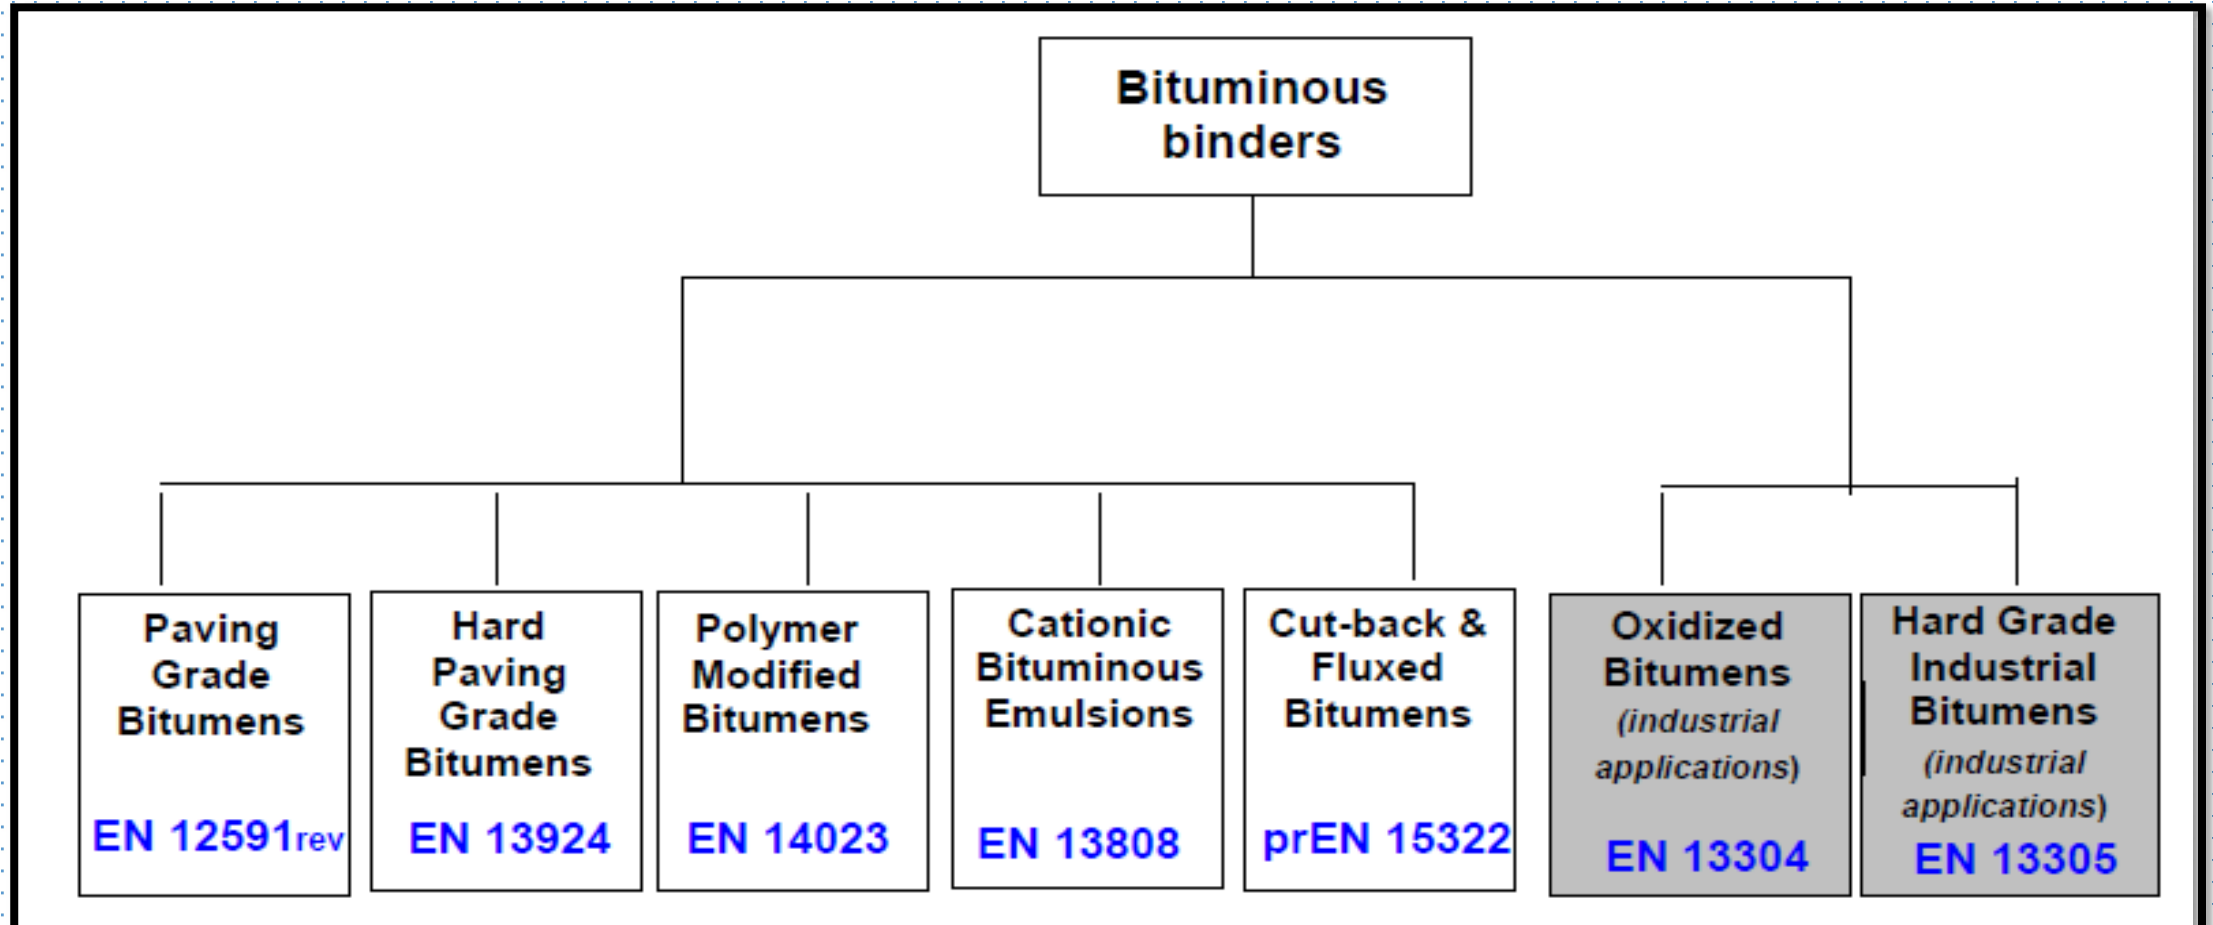 Bituminous
binders
Paving
Grade
Bitumens
EN 12591rev
Hard
Paving
Grade
Bitumens
EN 13924
Polymer
Modified
Bitumens
EN 14023
Cationic
Bituminous
Emulsions
EN 13808
Cut-back &
Fluxed
Bitumens
prEN 15322
Oxidized
Bitumens
(industrial
applications)
EN 13304
Hard Grade
Industrial
Bitumens
(industrial
applications)
EN 13305